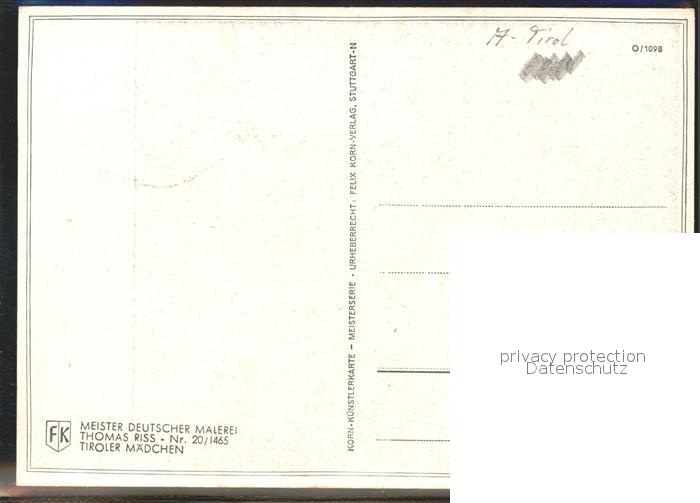 A-Tirol
O/1098
KORN-KÜNSTLERKARTE – MEISTERSERIE • URHEBERRECHT: FELIX KORN-VERLAG, STUTTGART-N
privacy protection
Datenschutz
FK
MEISTER DEUTSCHER MALEREI
THOMAS RISS • Nr. 20/1465
TIROLER MÄDCHEN